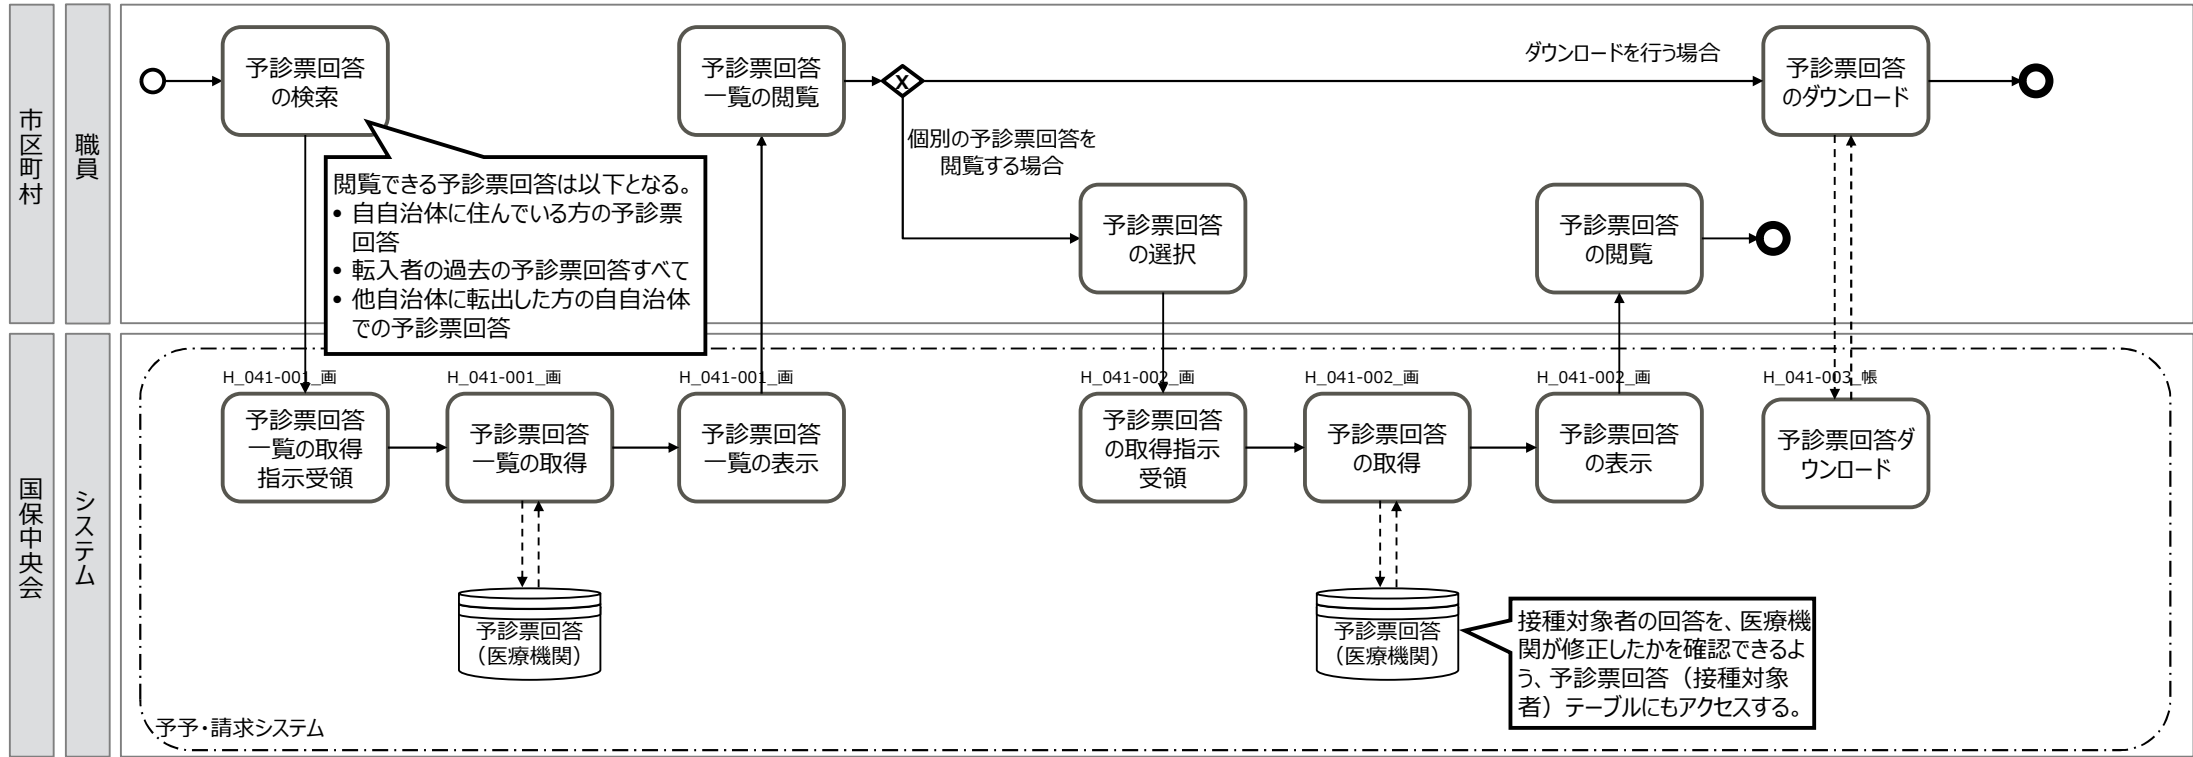 市区町村
職員
予診票回答
の検索
予診票回答
一覧の閲覧
X
ダウンロードを行う場合
予診票回答
のダウンロード
個別の予診票回答を
閲覧する場合
閲覧できる予診票回答は以下となる。
• 自自治体に住んでいる方の予診票
回答
• 転入者の過去の予診票回答すべて
• 他自治体に転出した方の自自治体
での予診票回答
予診票回答
の選択
予診票回答
の閲覧
国保中央会
システム
H_041-001_画
予診票回答
一覧の取得
指示受領
H_041-001_画
予診票回答
一覧の取得
H_041-001_画
予診票回答
一覧の表示
H_041-002_画
予診票回答
の取得指示
受領
H_041-002_画
予診票回答
の取得
H_041-002_画
予診票回答
の表示
H_041-003_帳
予診票回答ダ
ウンロード
予診票回答
（医療機関）
予診票回答
（医療機関）
接種対象者の回答を、医療機
関が修正したかを確認できるよ
う、予診票回答（接種対象
者）テーブルにもアクセスする。
予予・請求システム